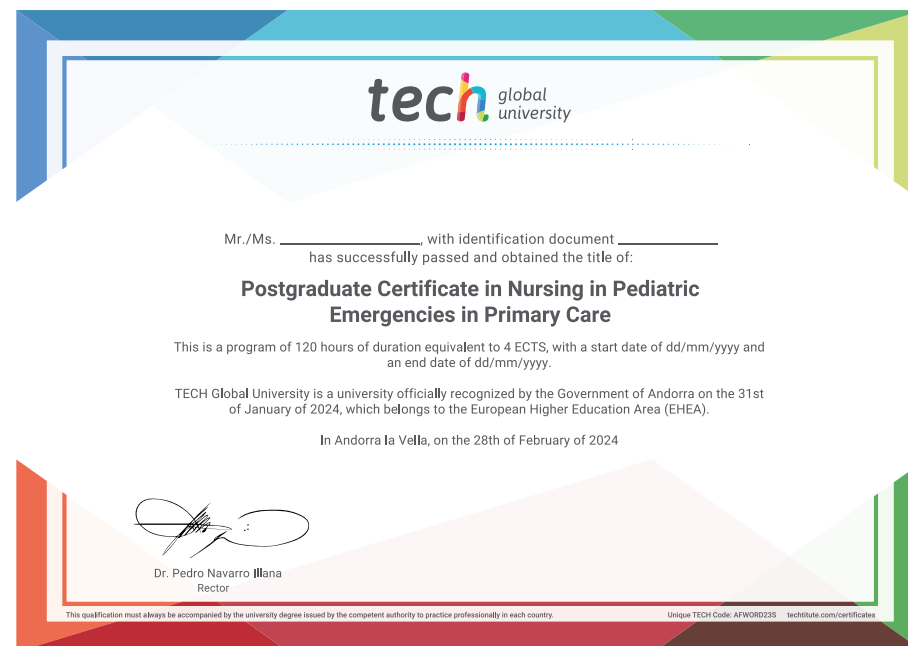 tech global
university
Mr./Ms. ____________, with identification document ____________
has successfully passed and obtained the title of:
Postgraduate Certificate in Nursing in Pediatric
Emergencies in Primary Care
This is a program of 120 hours of duration equivalent to 4 ECTS, with a start date of dd/mm/yyyy and
an end date of dd/mm/yyyy.
TECH Global University is a university officially recognized by the Government of Andorra on the 31st
of January of 2024, which belongs to the European Higher Education Area (EHEA).
In Andorra la Vella, on the 28th of February of 2024
Dr. Pedro Navarro Illana
Rector
This qualification must always be accompanied by the university degree issued by the competent authority to practice professionally in each country.
Unique TECH Code: AFWORD23S techtitute.com/certificates